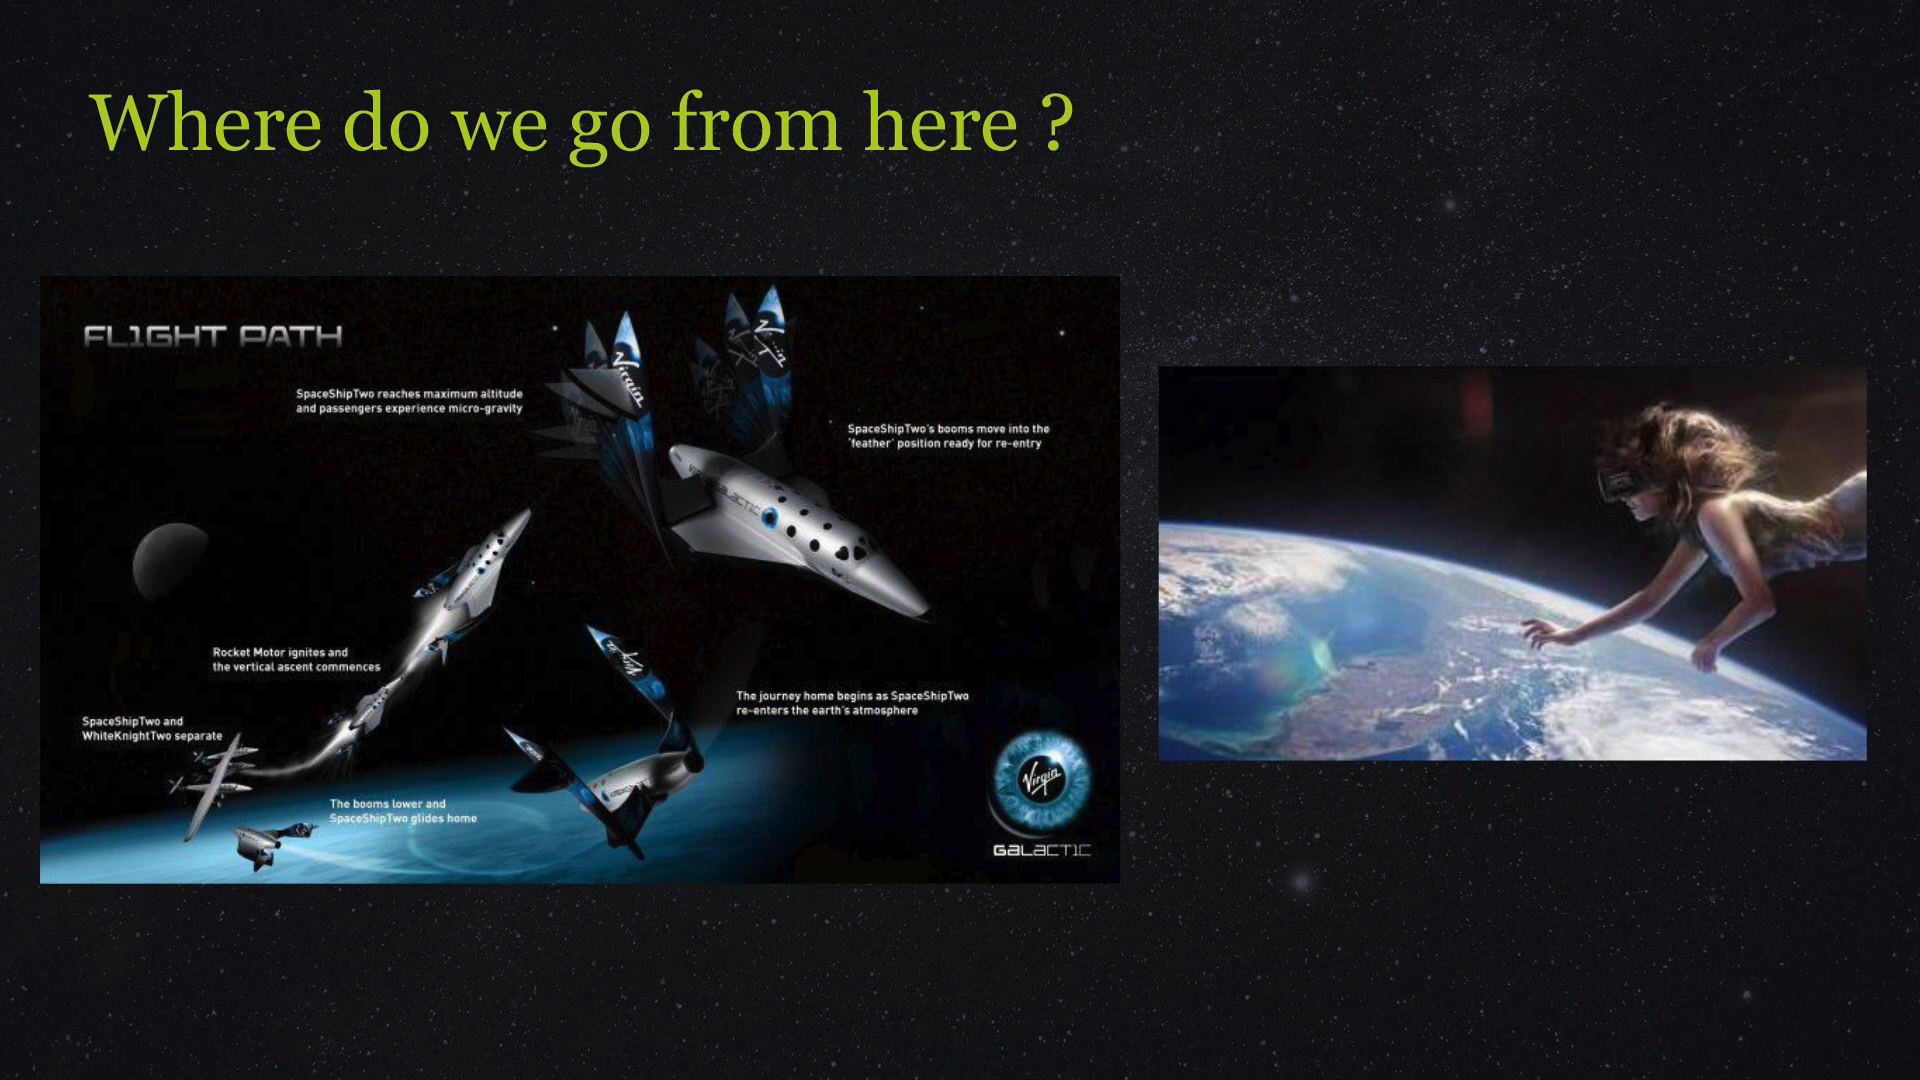 Where do we go from here ?
FL1GHT PATH
SpaceShipTwo reaches maximum altitude
and passengers experience micro-gravity
SpaceShipTwo's booms move into the
'feather' position ready for re-entry
Rocket Motor ignites and
the vertical ascent commences
SpaceShipTwo and
WhiteKnightTwo separate
The journey home begins as SpaceShipTwo
re-enters the earth's atmosphere
The booms lower and
SpaceShipTwo glides home
Virgin
GALACTIC
Virgin
Virgin
GALACTIC